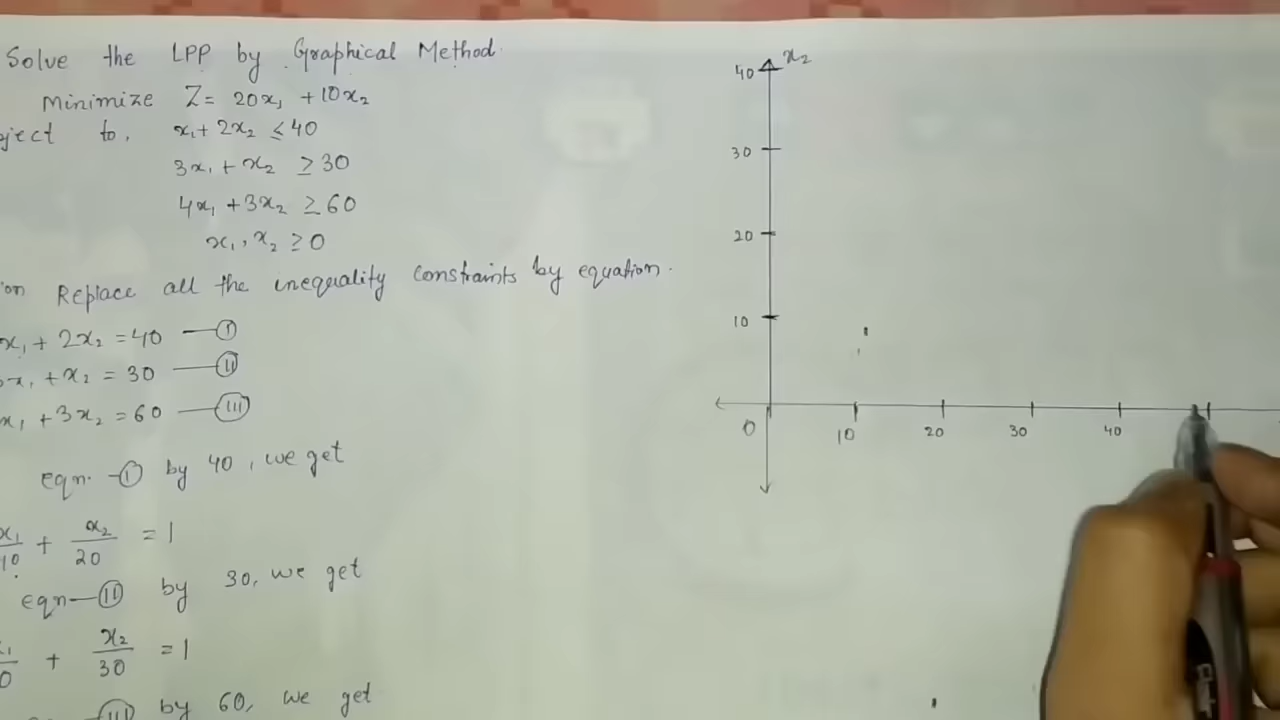 Solve the LPP by Graphical Method.
Minimize Z = 20x₁ + 10x₂
ject to, x₁ + 2x₂ ≤ 40
3x₁ + x₂ ≥ 30
4x₁ + 3x₂ ≥ 60
x₁, x₂ ≥ 0
on Replace all the inequality constraints by equation.
x₁ + 2x₂ = 40 — (I)
x₁ + x₂ = 30 — (II)
x₁ + 3x₂ = 60 — (III)
eqn. - (I) by 40, we get
x₁/40 + x₂/20 = 1
eqn — (II) by 30, we get
+ x₂/30 = 1
(III) by 60, we get
x₂
40
30
20
10
0 10 20 30 40